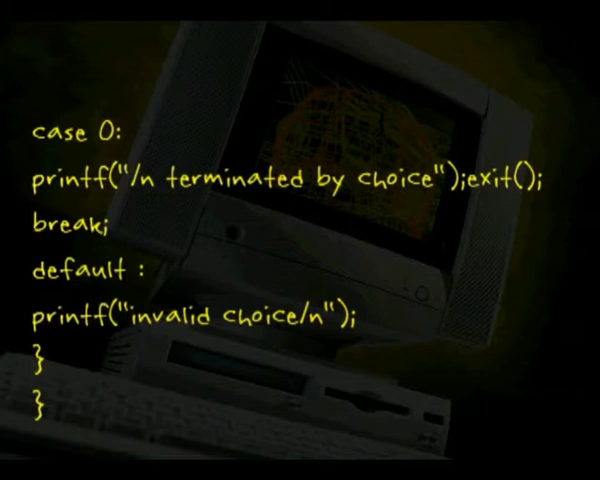 case 0:
printf("/n terminated by choice");exit();
break;
default :
printf("invalid choice/n");
}
}